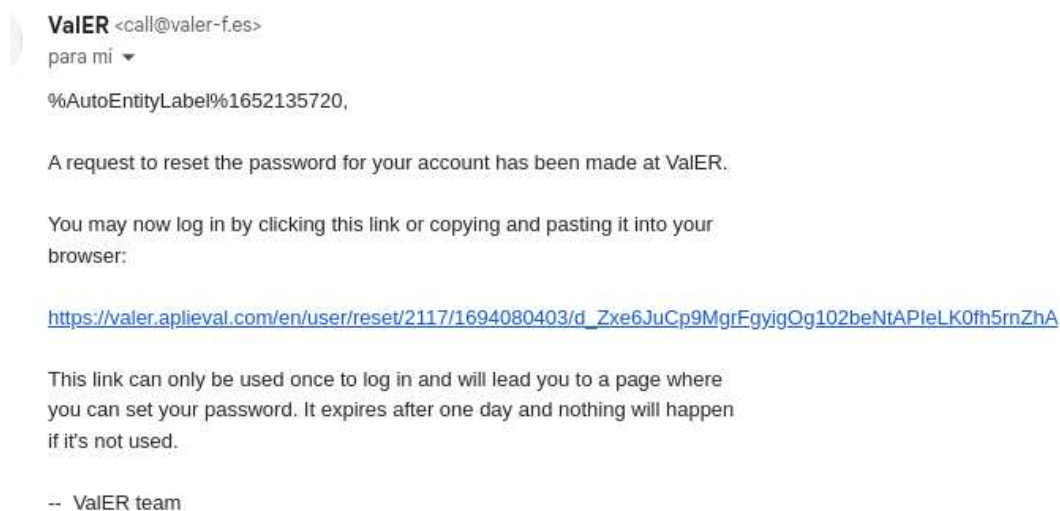 ValER <call@valer-f.es>
para mí
%AutoEntityLabel%1652135720,
A request to reset the password for your account has been made at ValER.
You may now log in by clicking this link or copying and pasting it into your
browser:
https://valer.aplieval.com/en/user/reset/2117/1694080403/d_Zxe6JuCp9MgrFgyigOg102beNtAPIeLK0fh5rnZhA
This link can only be used once to log in and will lead you to a page where
you can set your password. It expires after one day and nothing will happen
if it's not used.
-- ValER team